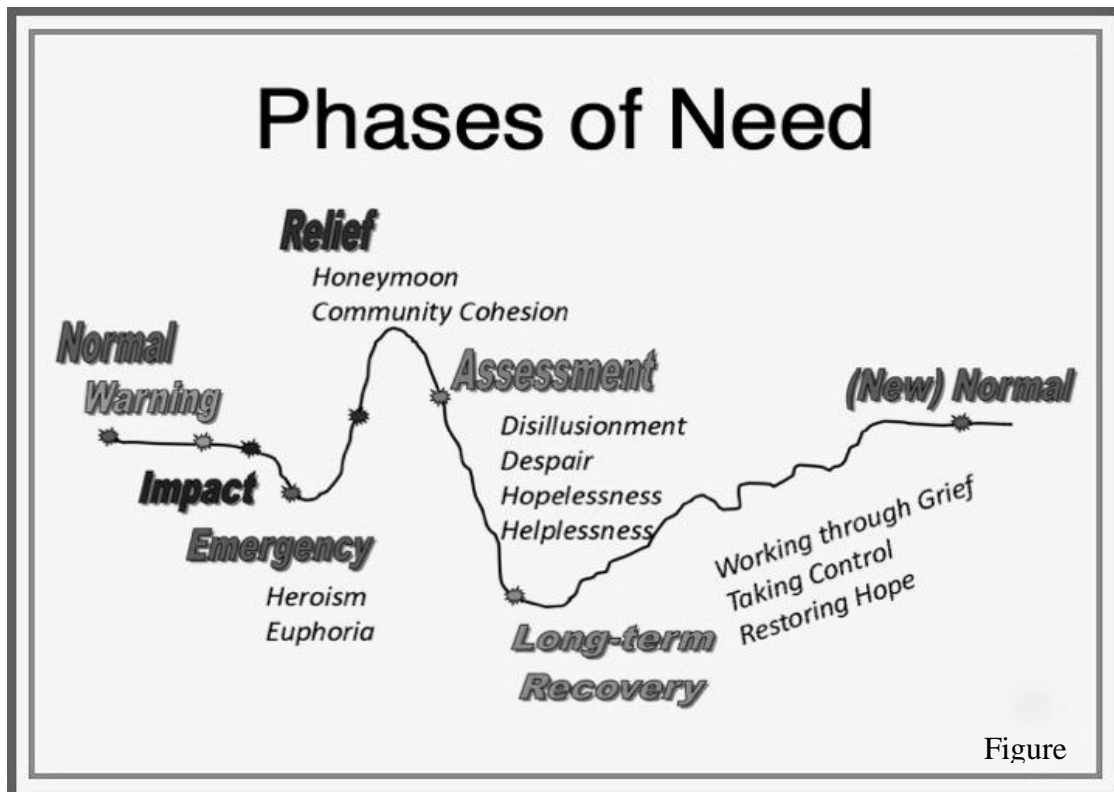 Phases of Need
Relief
Honeymoon
Community Cohesion
Normal
Warning
Assessment
(New) Normal
Disillusionment
Despair
Hopelessness
Helplessness
Impact
Emergency
Heroism
Euphoria
Working through Grief
Taking Control
Restoring Hope
Long-term
Recovery
Figure